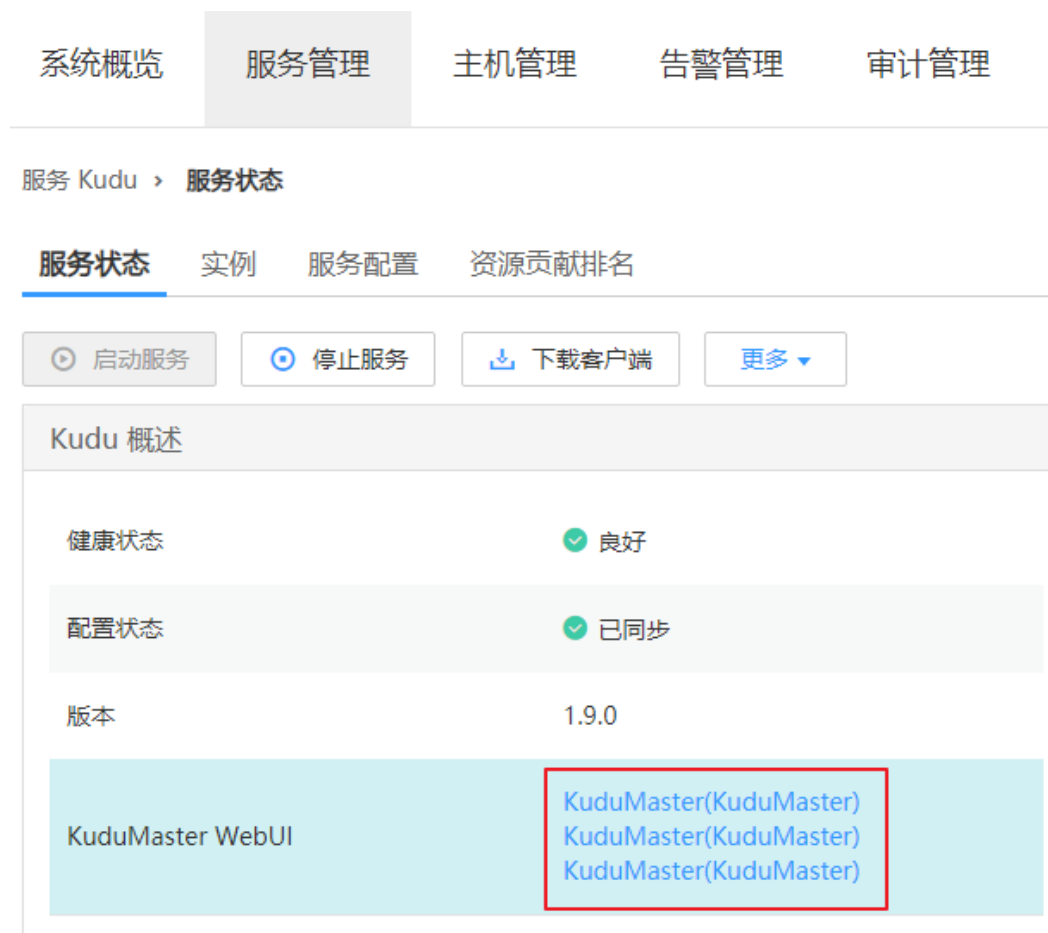 系统概览 服务管理 主机管理 告警管理 审计管理
服务 Kudu › 服务状态
服务状态 实例 服务配置 资源贡献排名
启动服务 停止服务 下载客户端 更多
Kudu 概述
健康状态 良好
配置状态 已同步
版本 1.9.0
KuduMaster(KuduMaster)
KuduMaster WebUI KuduMaster(KuduMaster)
KuduMaster(KuduMaster)